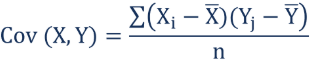 Cov (X, Y) = ∑(Xᵢ − X̅)(Yⱼ − Y̅) / n